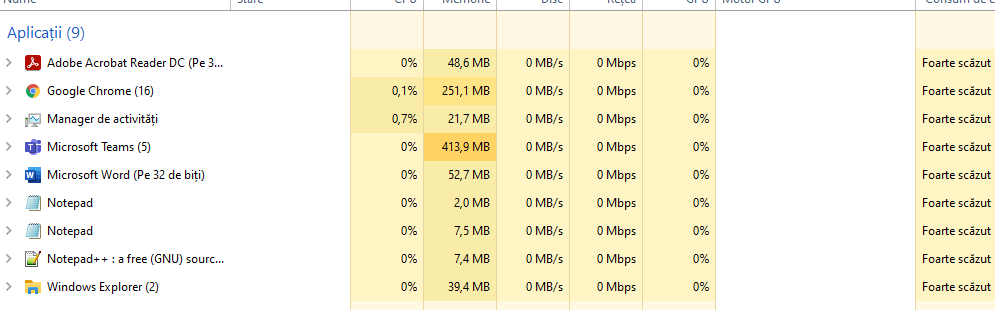 Nume Stare CPU Memorie Disc Rețea GPU Motor GPU
Aplicații (9)
Adobe Acrobat Reader DC (Pe 3... 0% 48,6 MB 0 MB/s 0 Mbps 0% Foarte scăzut
Google Chrome (16) 0,1% 251,1 MB 0 MB/s 0 Mbps 0% Foarte scăzut
Manager de activități 0,7% 21,7 MB 0 MB/s 0 Mbps 0% Foarte scăzut
Microsoft Teams (5) 0% 413,9 MB 0 MB/s 0 Mbps 0% Foarte scăzut
Microsoft Word (Pe 32 de biți) 0% 52,7 MB 0 MB/s 0 Mbps 0% Foarte scăzut
Notepad 0% 2,0 MB 0 MB/s 0 Mbps 0% Foarte scăzut
Notepad 0% 7,5 MB 0 MB/s 0 Mbps 0% Foarte scăzut
Notepad++ : a free (GNU) sourc... 0% 7,4 MB 0 MB/s 0 Mbps 0% Foarte scăzut
Windows Explorer (2) 0% 39,4 MB 0 MB/s 0 Mbps 0% Foarte scăzut